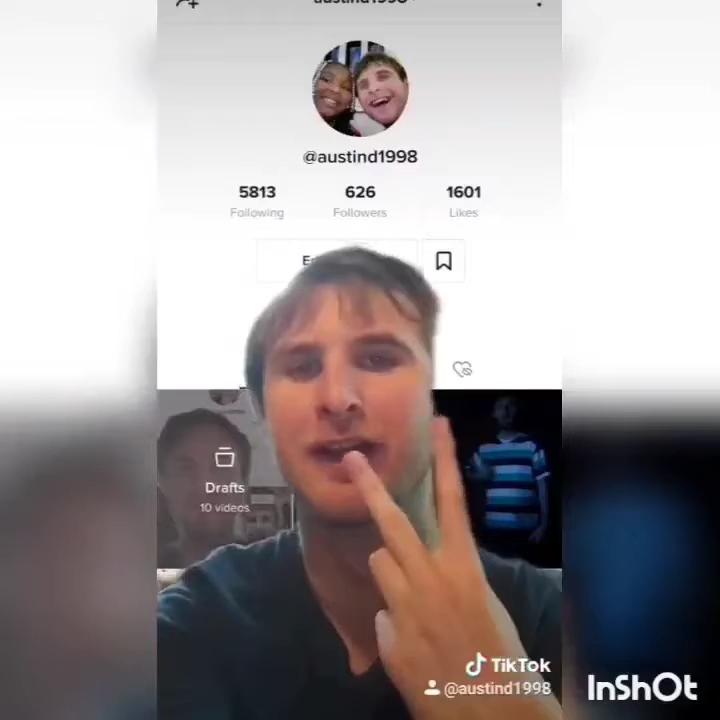 @austind1998
5813 626 1601
Following Followers Likes
Drafts
10 videos
TikTok
@austind1998
InShOt